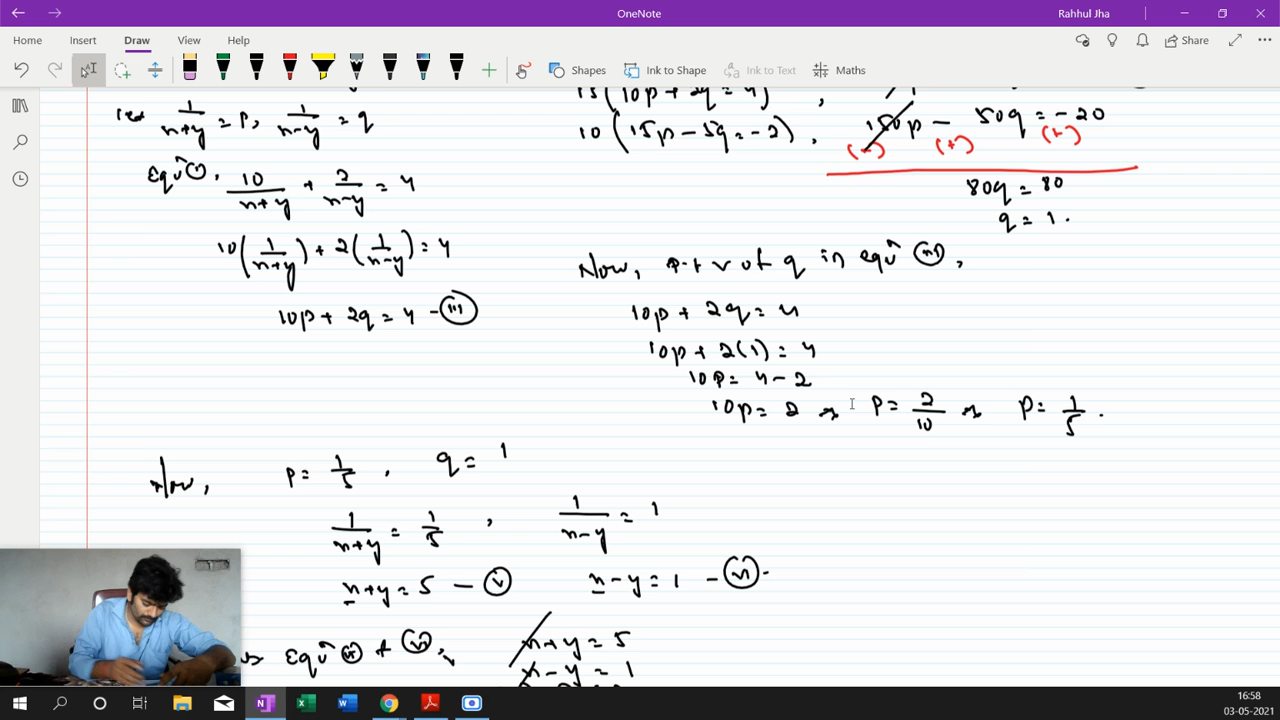 OneNote
Rahhul Jha
Home Insert Draw View Help
Share
Shapes Ink to Shape Ink to Text Maths
15(10p + 2q = 4),
10(15p - 5q = -2),
150p - 50q = -20
(-) (+) (+)
80q = 80
q = 1.
1/(x+y) = p, 1/(x-y) = q
Equⁿ (i), 10/(x+y) + 2/(x-y) = 4
10(1/(x+y)) + 2(1/(x-y)) = 4
10p + 2q = 4 - (iii)
Now, p.t v of q in equⁿ (iii),
10p + 2q = 4
10p + 2(1) = 4
10p = 4 - 2
10p = 2 ⇒ p = 2/10 ⇒ p = 1/5.
Now, p = 1/5, q = 1
1/(x+y) = 1/5, 1/(x-y) = 1
x+y = 5 - (v)
x-y = 1 - (vi).
Equⁿ (v) & (vi),
x+y = 5
x-y = 1
16:58
03-05-2021